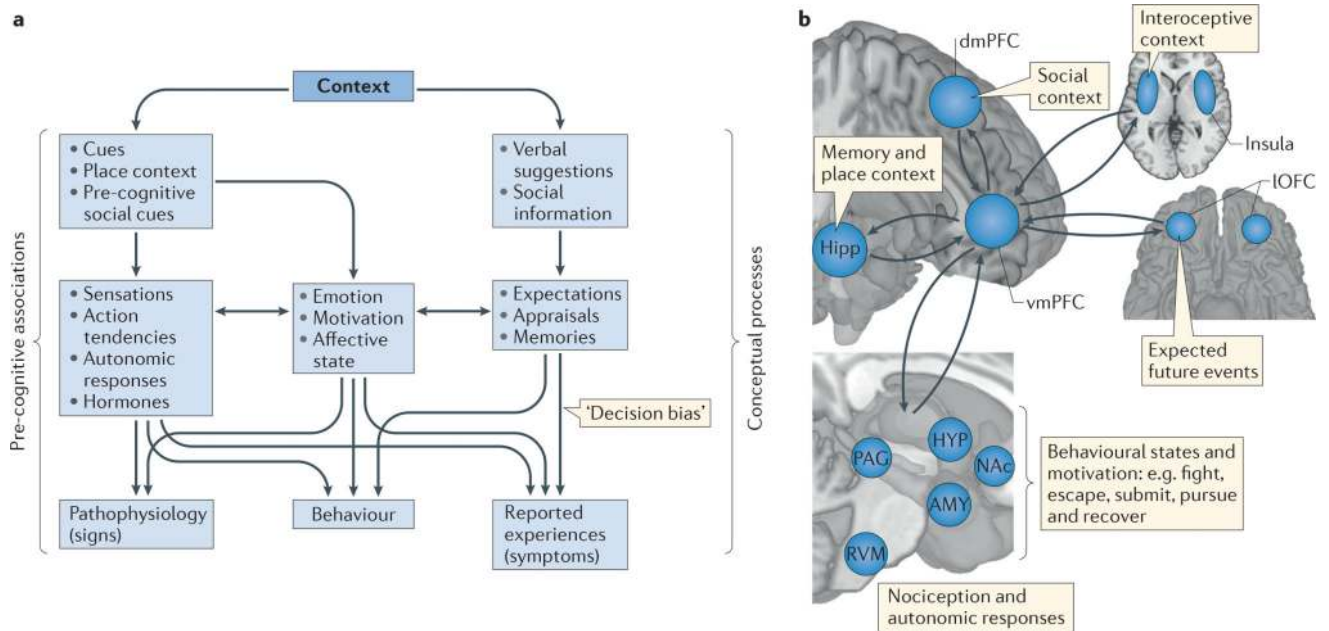 a
Context
• Cues
• Place context
• Pre-cognitive
social cues
• Verbal
suggestions
• Social
information
• Sensations
• Action
tendencies
• Autonomic
responses
• Hormones
• Emotion
• Motivation
• Affective
state
• Expectations
• Appraisals
• Memories
'Decision bias'
Pathophysiology
(signs)
Behaviour
Reported
experiences
(symptoms)
Pre-cognitive associations
Conceptual processes
b
dmPFC
Interoceptive
context
Social
context
Insula
Memory and
place context
lOFC
Hipp
vmPFC
Expected
future events
HYP
PAG
NAc
AMY
RVM
Behavioural states and
motivation: e.g. fight,
escape, submit, pursue
and recover
Nociception and
autonomic responses